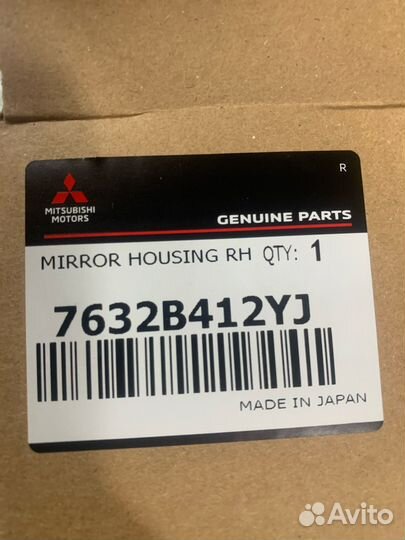 R
MITSUBISHI
MOTORS
GENUINE PARTS
MIRROR HOUSING RH QTY: 1
7632B412YJ
MADE IN JAPAN
Avito